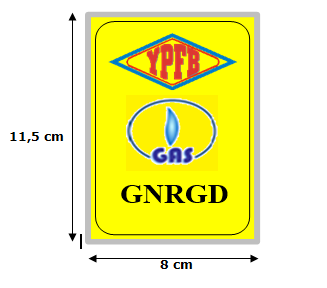 YPFB
11,5 cm
GAS
GNRGD
8 cm